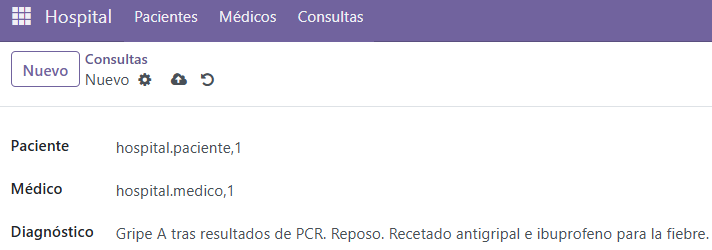 Hospital Pacientes Médicos Consultas
Nuevo
Consultas
Nuevo
Paciente hospital.paciente,1
Médico hospital.medico,1
Diagnóstico Gripe A tras resultados de PCR. Reposo. Recetado antigripal e ibuprofeno para la fiebre.